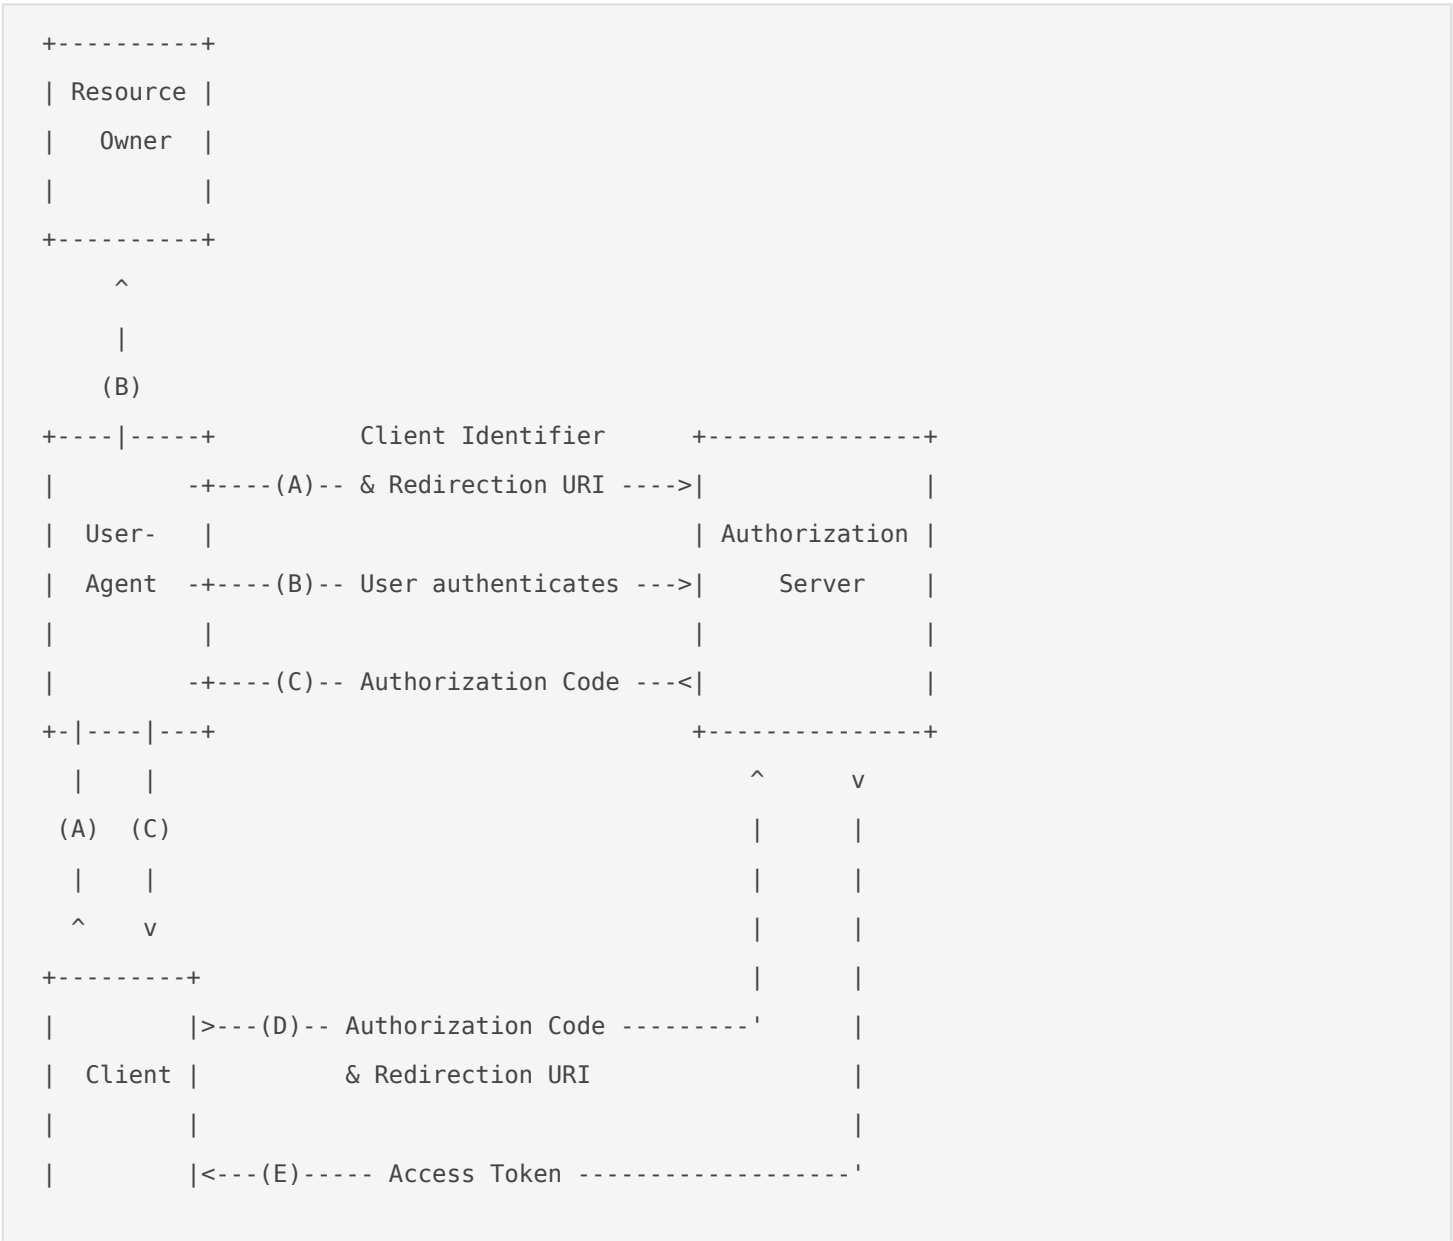 +----------+
| Resource |
|   Owner  |
|          |
+----------+
     ^
     |
    (B)
+----|-----+          Client Identifier      +---------------+
|         -+----(A)-- & Redirection URI ---->|               |
|  User-   |                                 | Authorization |
|  Agent  -+----(B)-- User authenticates --->|     Server    |
|          |                                 |               |
|         -+----(C)-- Authorization Code ---<|               |
+-|----|---+                                 +---------------+
  |    |                                         ^      v
 (A)  (C)                                        |      |
  |    |                                         |      |
  ^    v                                         |      |
+---------+                                      |      |
|         |>---(D)-- Authorization Code ---------'      |
|  Client |          & Redirection URI                  |
|         |                                             |
|         |<---(E)----- Access Token -------------------'